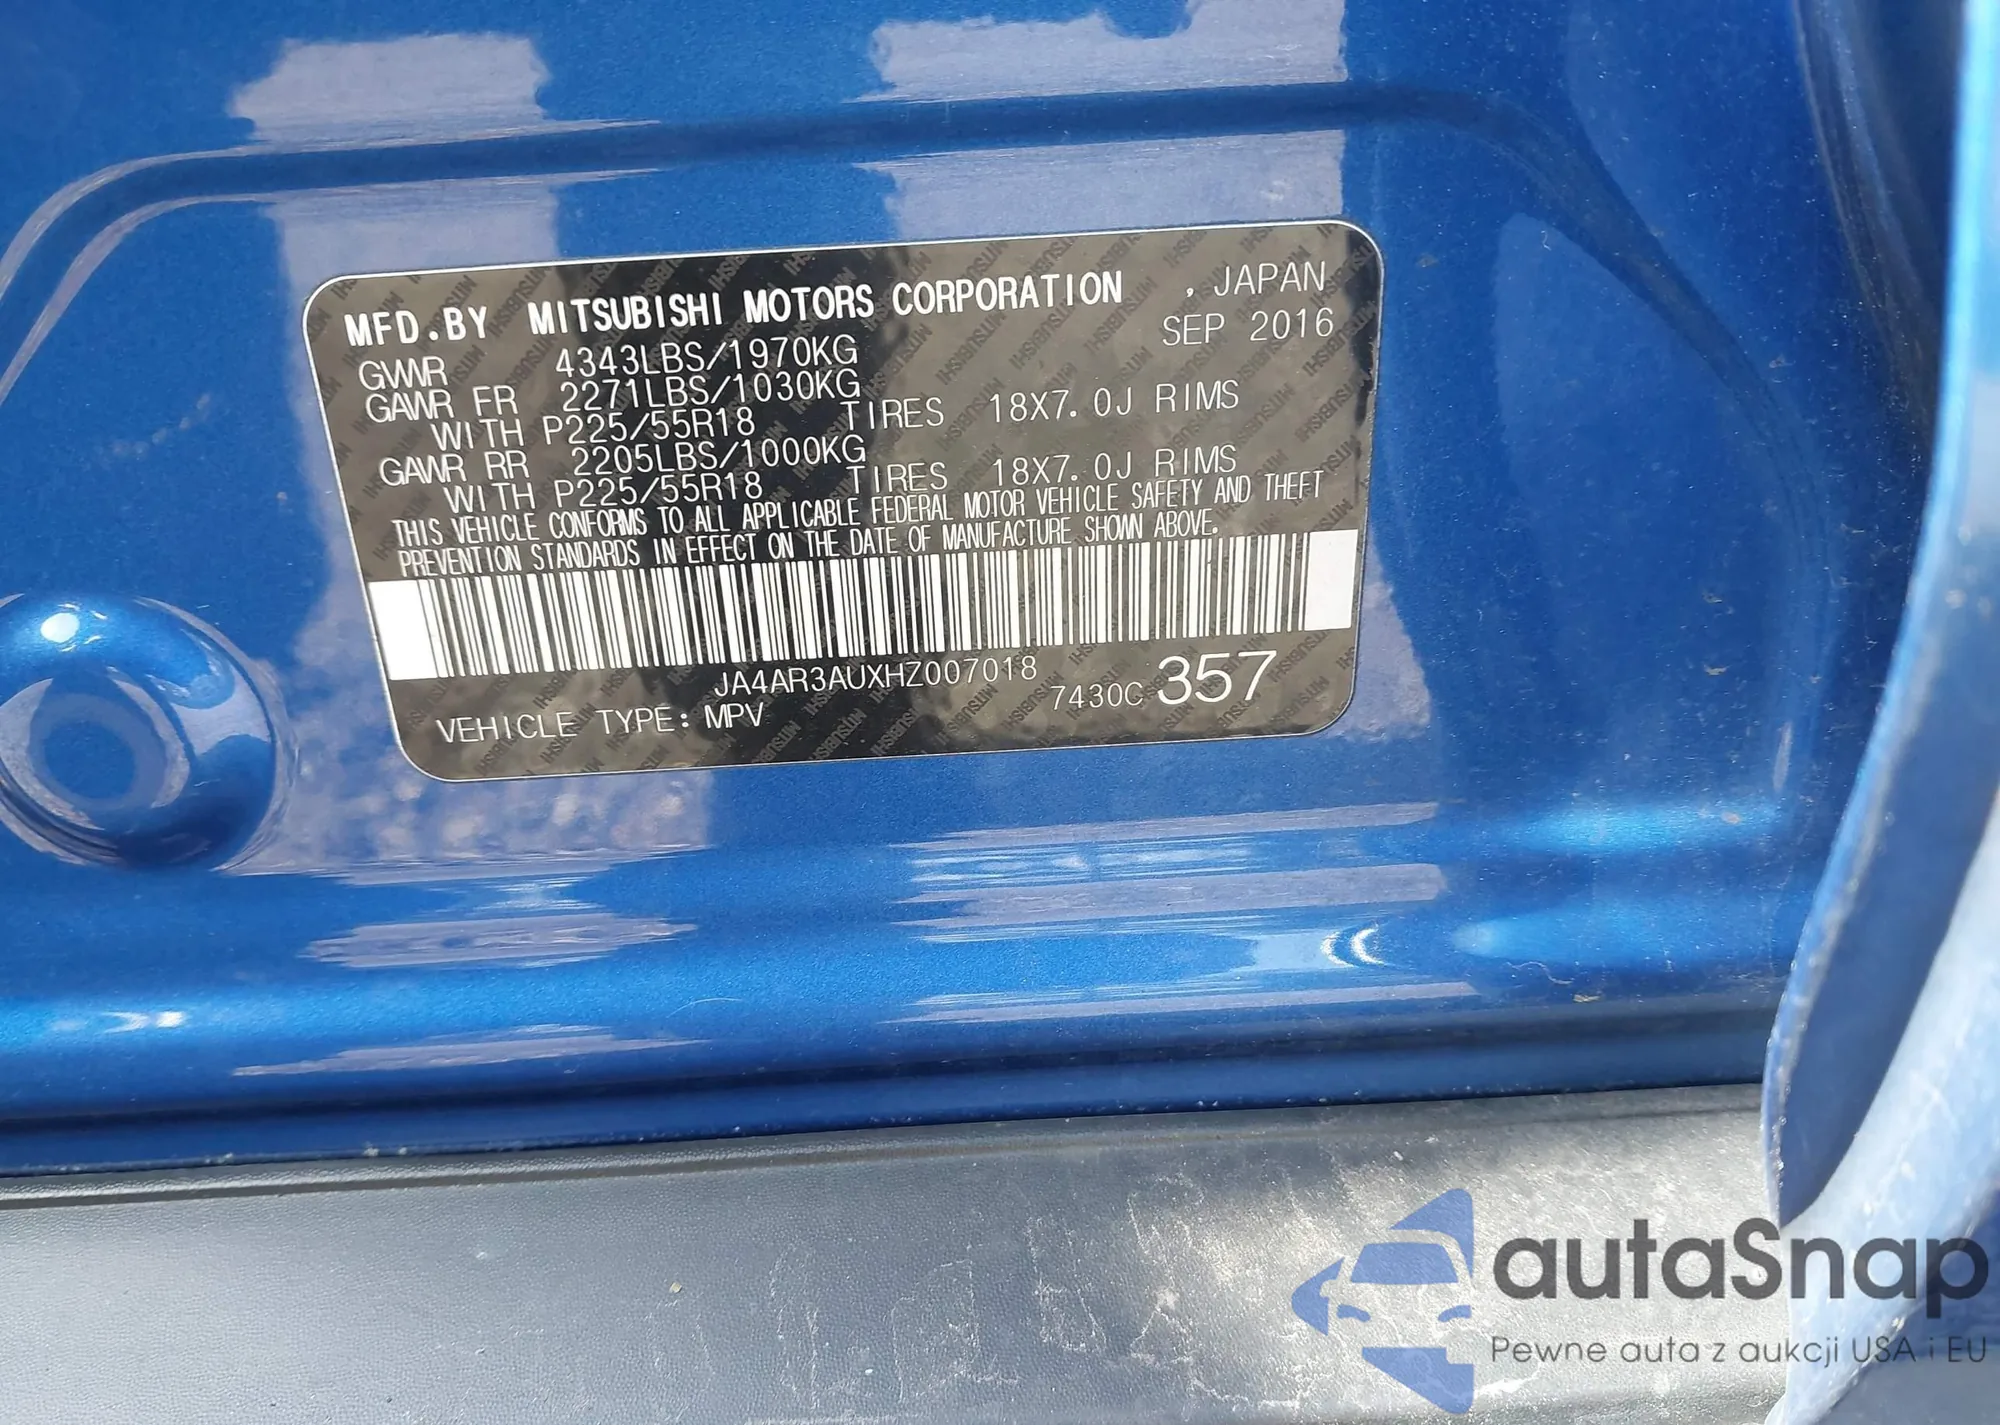 MFD.BY MITSUBISHI MOTORS CORPORATION , JAPAN
SEP 2016
GVWR 4343LBS/1970KG
GAWR FR 2271LBS/1030KG
WITH P225/55R18 TIRES 18X7.0J RIMS
GAWR RR 2205LBS/1000KG
WITH P225/55R18 TIRES 18X7.0J RIMS
THIS VEHICLE CONFORMS TO ALL APPLICABLE FEDERAL MOTOR VEHICLE SAFETY AND THEFT
PREVENTION STANDARDS IN EFFECT ON THE DATE OF MANUFACTURE SHOWN ABOVE.
JA4AR3AUXHZ007018
7430C 357
VEHICLE TYPE: MPV
autaSnap
Pewne auta z aukcji USA i EU